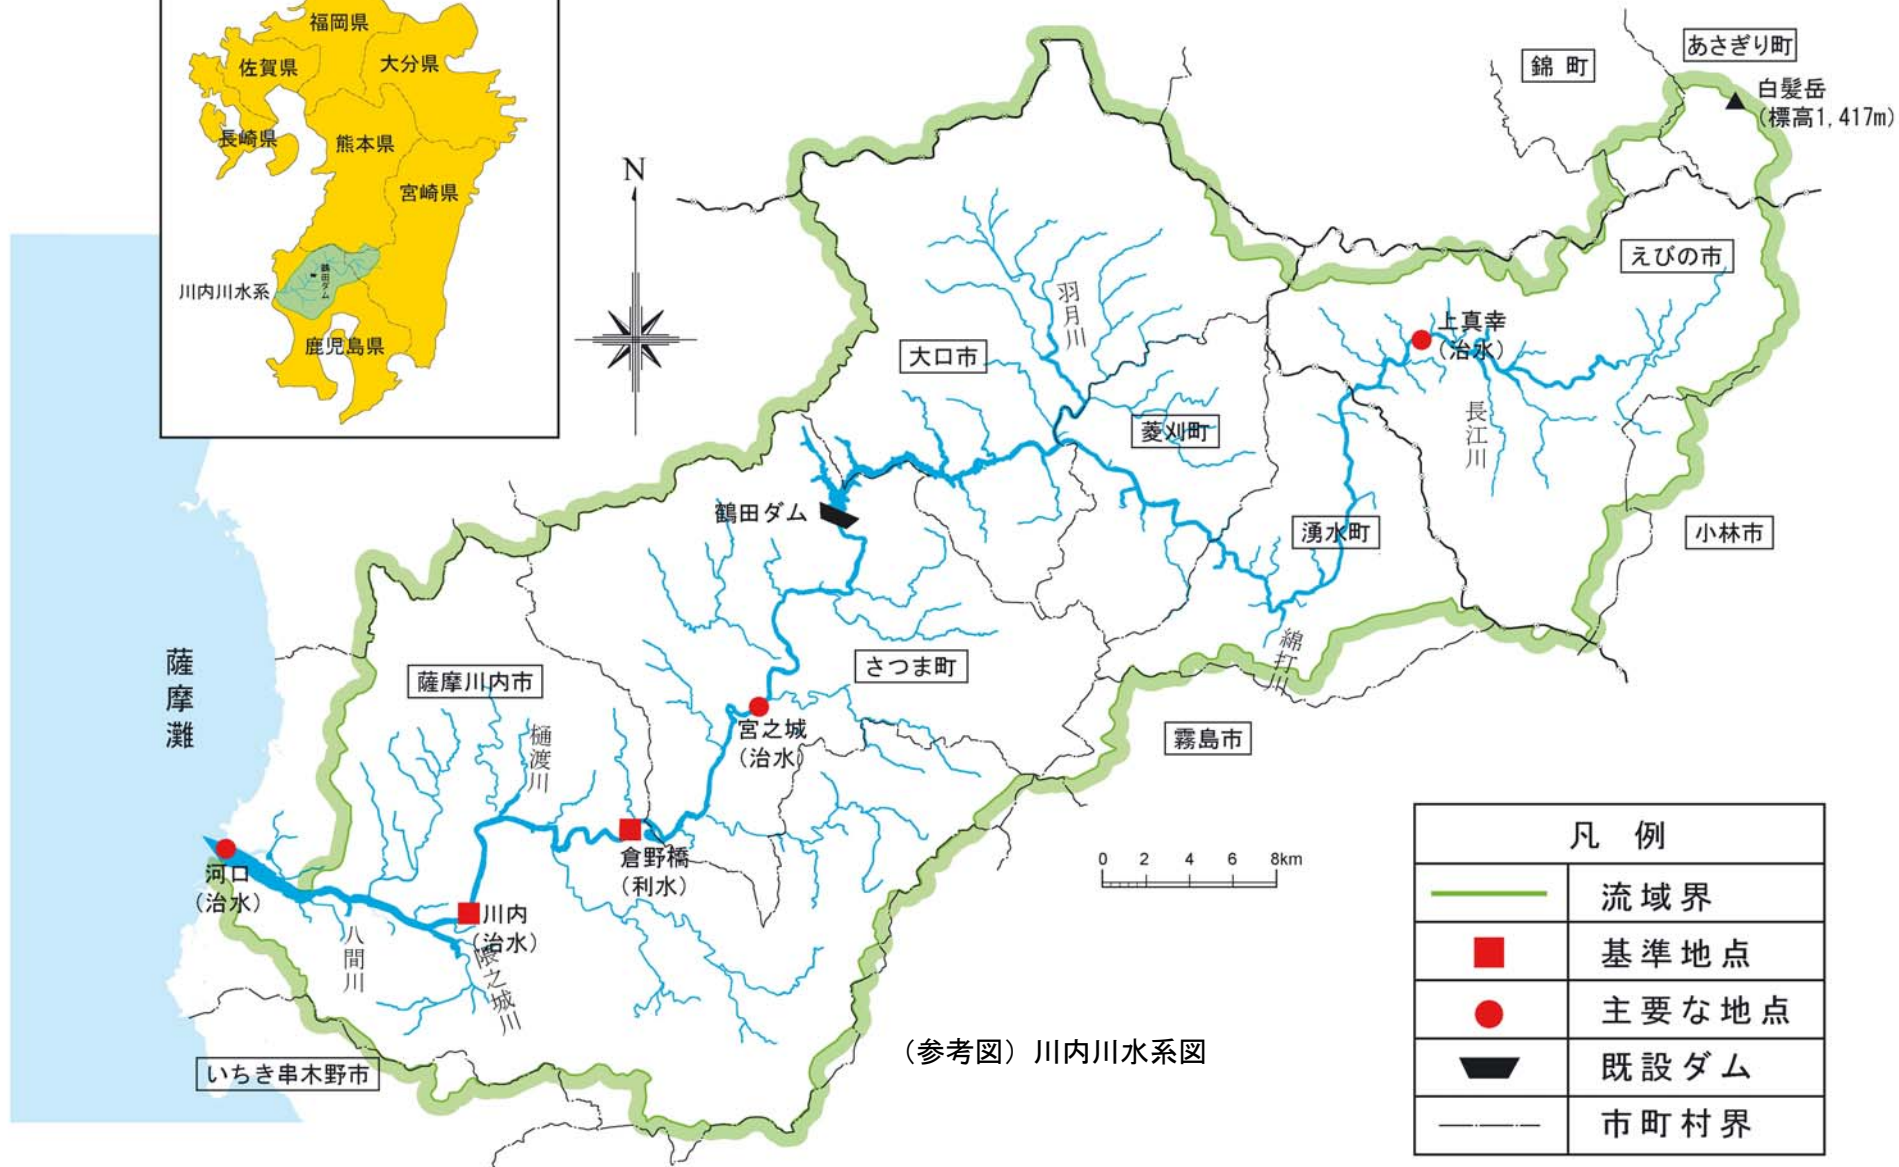 福岡県
佐賀県
大分県
長崎県
熊本県
宮崎県
鶴田ダム
川内川水系
鹿児島県
N
錦町
あさぎり町
白髪岳
(標高1,417m)
えびの市
羽月川
大口市
上真幸
(治水)
菱刈町
長江川
鶴田ダム
湧水町
小林市
綿打川
薩摩灘
薩摩川内市
さつま町
樋渡川
宮之城
(治水)
霧島市
0 2 4 6 8km
河口
(治水)
倉野橋
(利水)
川内
(治水)
八間川
隈之城川
いちき串木野市
(参考図) 川内川水系図
凡 例
流域界
基準地点
主要な地点
既設ダム
市町村界